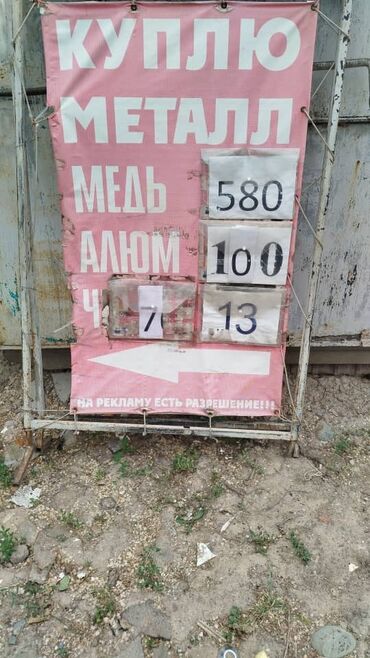 КУПЛЮ
МЕТАЛЛ
МЕДЬ 580
АЛЮМ 100
7 13
НА РЕКЛАМУ ЕСТЬ РАЗРЕШЕНИЕ!!!